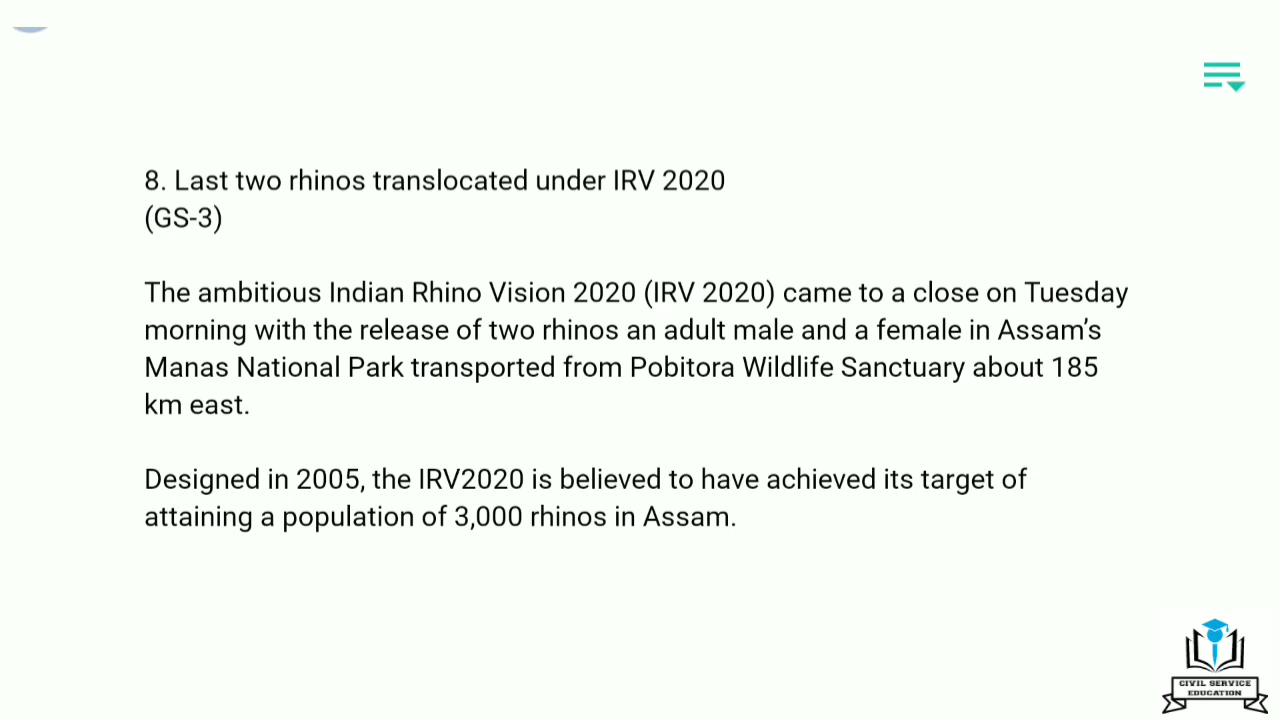 8. Last two rhinos translocated under IRV 2020
(GS-3)
The ambitious Indian Rhino Vision 2020 (IRV 2020) came to a close on Tuesday
morning with the release of two rhinos an adult male and a female in Assam’s
Manas National Park transported from Pobitora Wildlife Sanctuary about 185
km east.
Designed in 2005, the IRV2020 is believed to have achieved its target of
attaining a population of 3,000 rhinos in Assam.
CIVIL SERVICE
EDUCATION